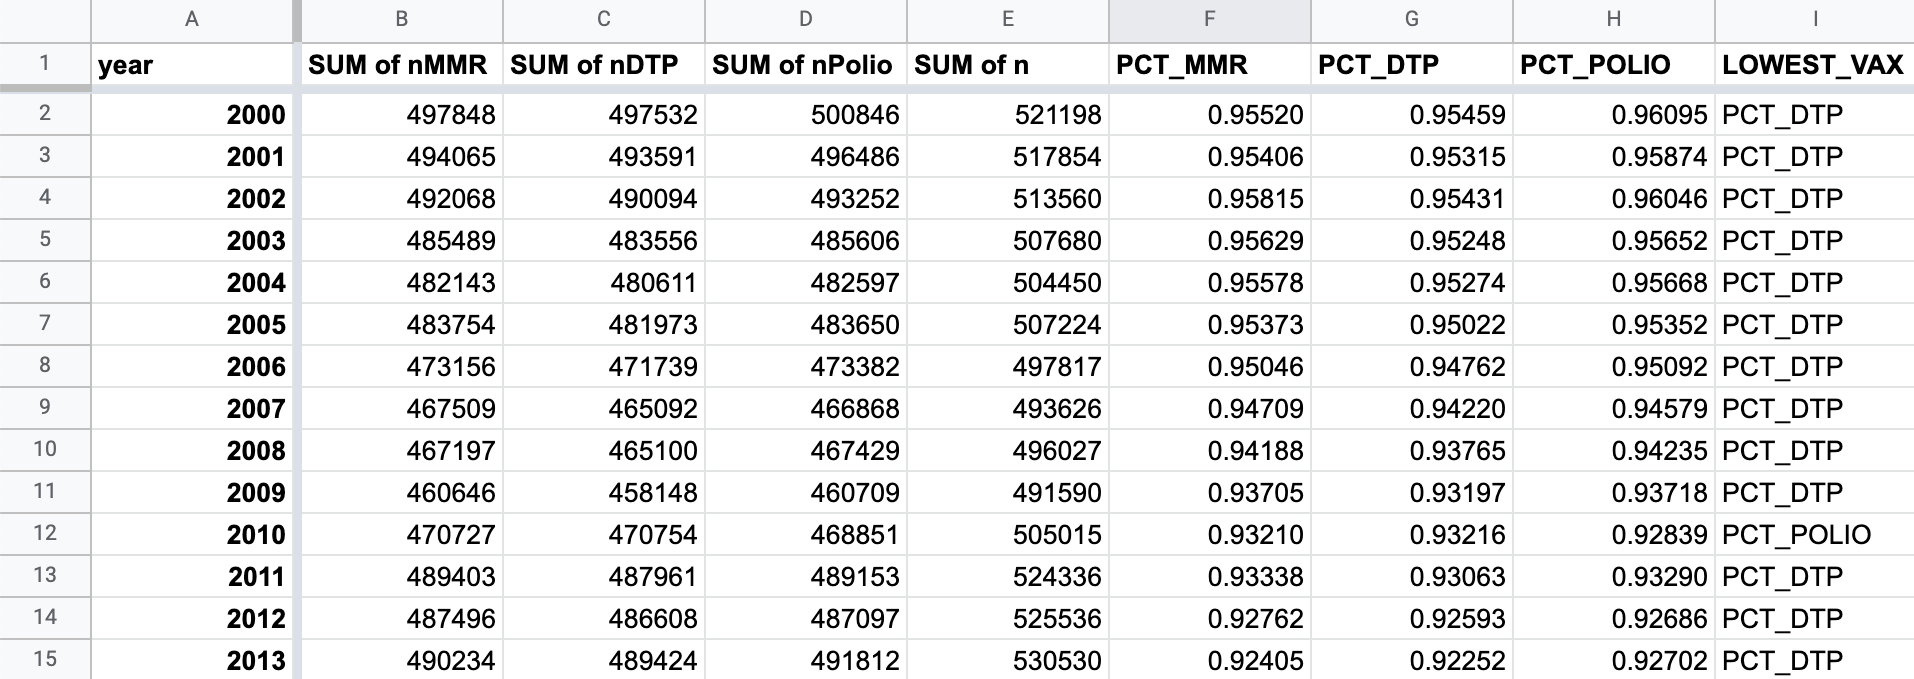 A B C D E F G H I
1 year SUM of nMMR SUM of nDTP SUM of nPolio SUM of n PCT_MMR PCT_DTP PCT_POLIO LOWEST_VAX
2 2000 497848 497532 500846 521198 0.95520 0.95459 0.96095 PCT_DTP
3 2001 494065 493591 496486 517854 0.95406 0.95315 0.95874 PCT_DTP
4 2002 492068 490094 493252 513560 0.95815 0.95431 0.96046 PCT_DTP
5 2003 485489 483556 485606 507680 0.95629 0.95248 0.95652 PCT_DTP
6 2004 482143 480611 482597 504450 0.95578 0.95274 0.95668 PCT_DTP
7 2005 483754 481973 483650 507224 0.95373 0.95022 0.95352 PCT_DTP
8 2006 473156 471739 473382 497817 0.95046 0.94762 0.95092 PCT_DTP
9 2007 467509 465092 466868 493626 0.94709 0.94220 0.94579 PCT_DTP
10 2008 467197 465100 467429 496027 0.94188 0.93765 0.94235 PCT_DTP
11 2009 460646 458148 460709 491590 0.93705 0.93197 0.93718 PCT_DTP
12 2010 470727 470754 468851 505015 0.93210 0.93216 0.92839 PCT_POLIO
13 2011 489403 487961 489153 524336 0.93338 0.93063 0.93290 PCT_DTP
14 2012 487496 486608 487097 525536 0.92762 0.92593 0.92686 PCT_DTP
15 2013 490234 489424 491812 530530 0.92405 0.92252 0.92702 PCT_DTP